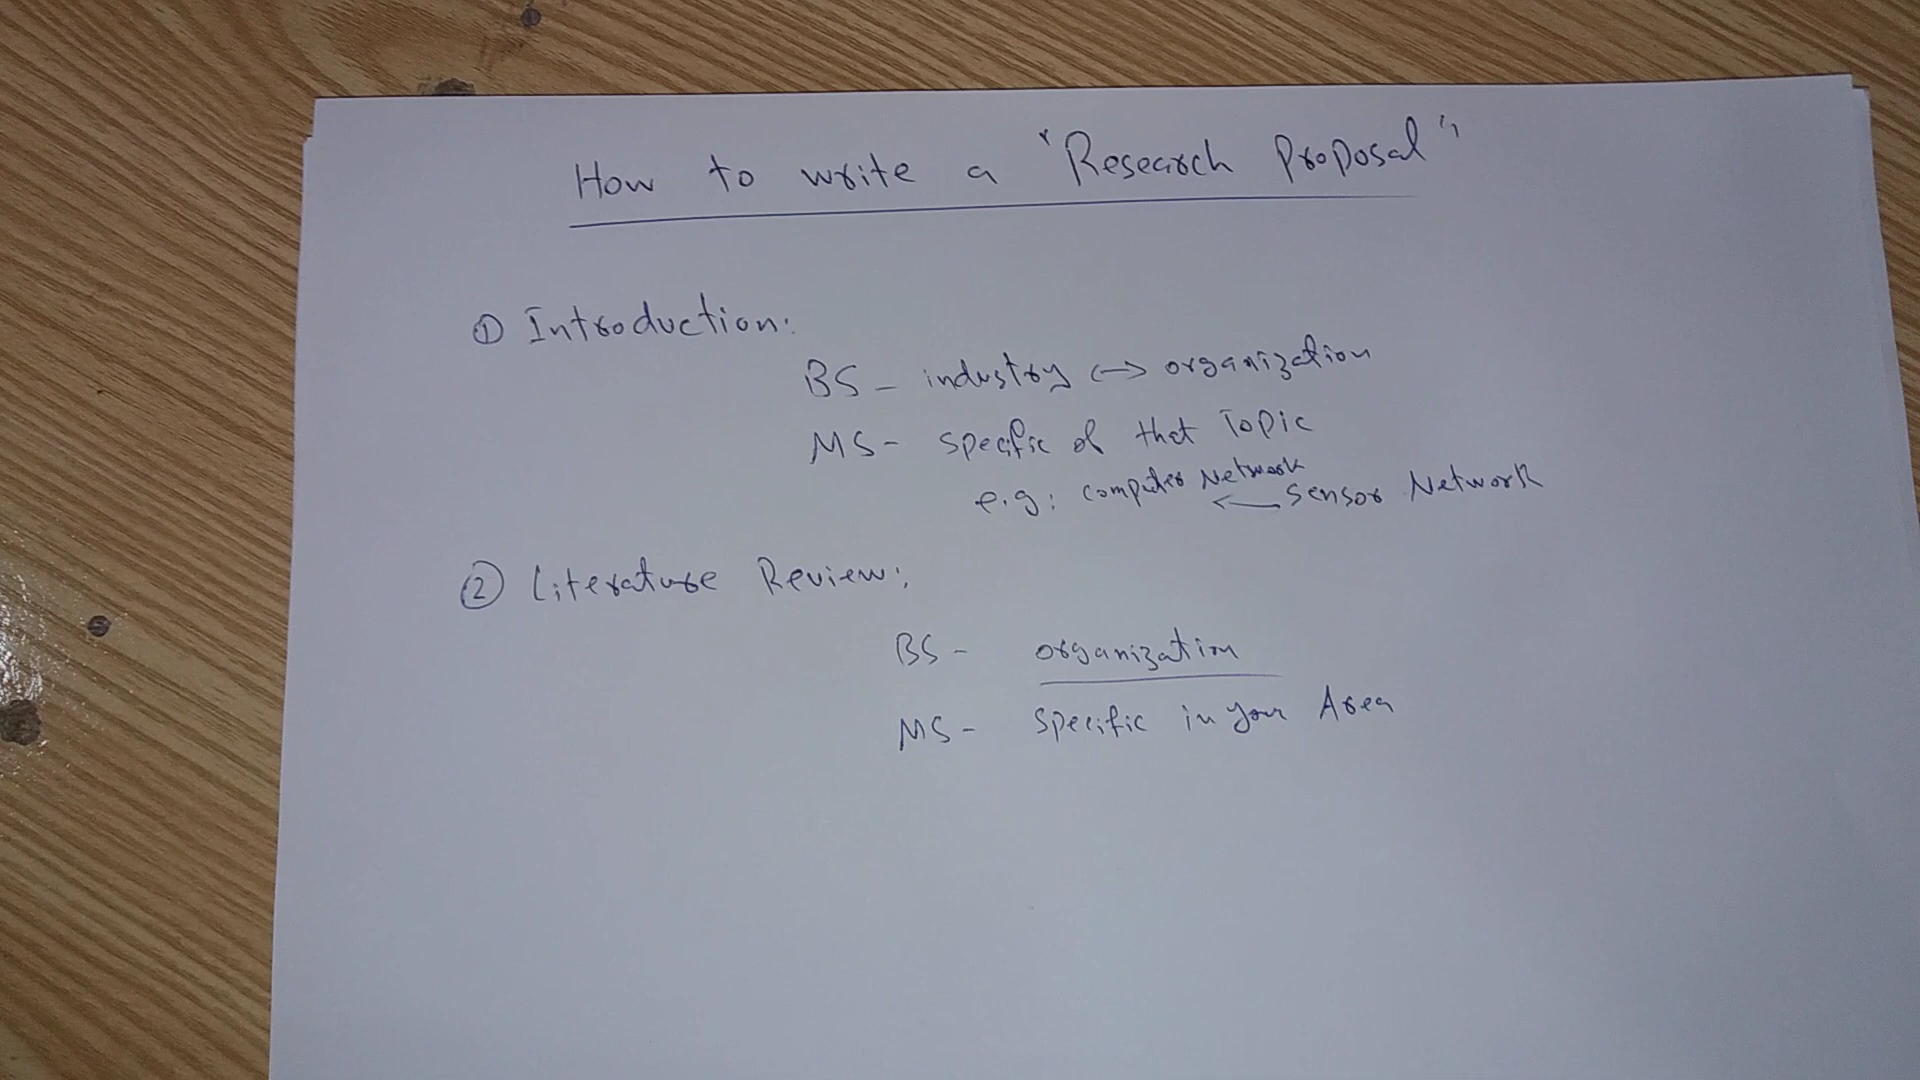 How to write a "Research Proposal"
① Introduction:
BS - industry ↔ organization
MS - Specific of that Topic
e.g: Computer Network ← Sensor Network
② Literature Review:
BS - organization
MS - Specific in your Area